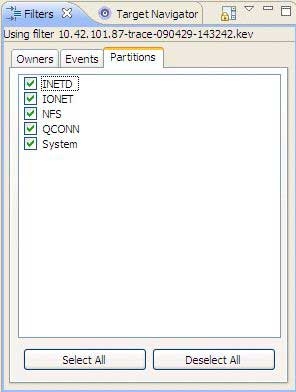 Filters Target Navigator
Using filter 10.42.101.87-trace-090429-143242.kev
Owners Events Partitions
INETD
IONET
NFS
QCONN
System
Select All Deselect All